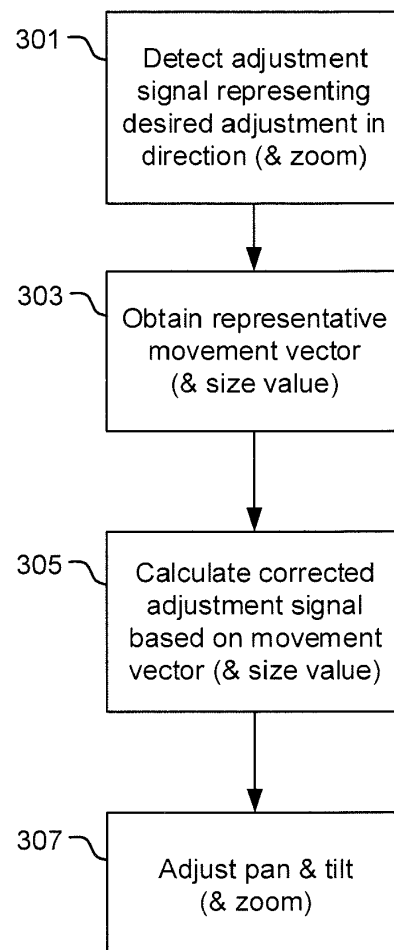 301
Detect adjustment
signal representing
desired adjustment in
direction (& zoom)
303
Obtain representative
movement vector
(& size value)
305
Calculate corrected
adjustment signal
based on movement
vector (& size value)
307
Adjust pan & tilt
(& zoom)